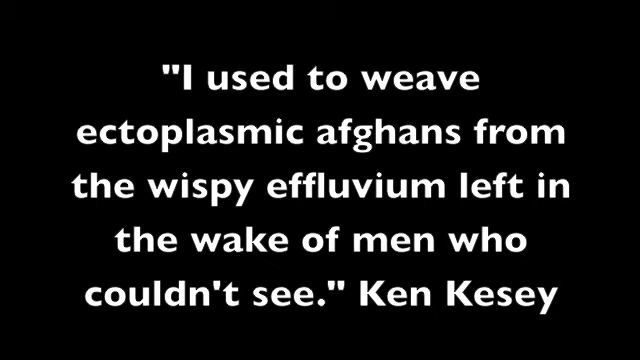 "I used to weave
ectoplasmic afghans from
the wispy effluvium left in
the wake of men who
couldn't see." Ken Kesey